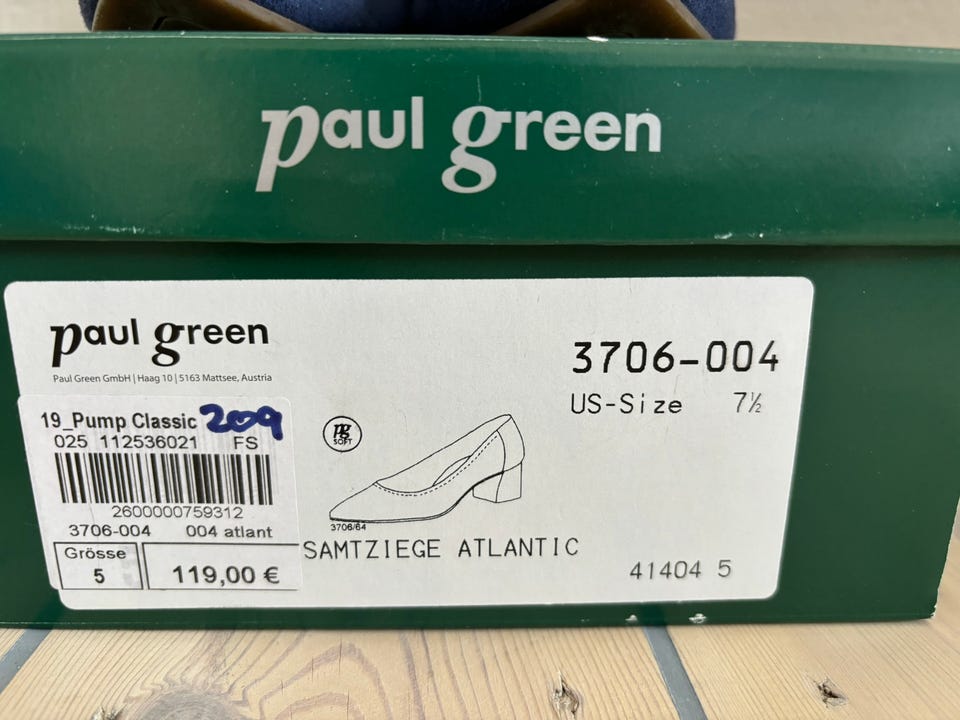 paul green
paul green
Paul Green GmbH | Haag 10 | 5163 Mattsee, Austria
3706-004
US-Size 7½
19_Pump Classic 209
025 112536021 FS
2600000759312
3706-004 004 atlant
Grösse
5
119,00 €
pg
SOFT
3706/64
SAMTZIEGE ATLANTIC
41404 5